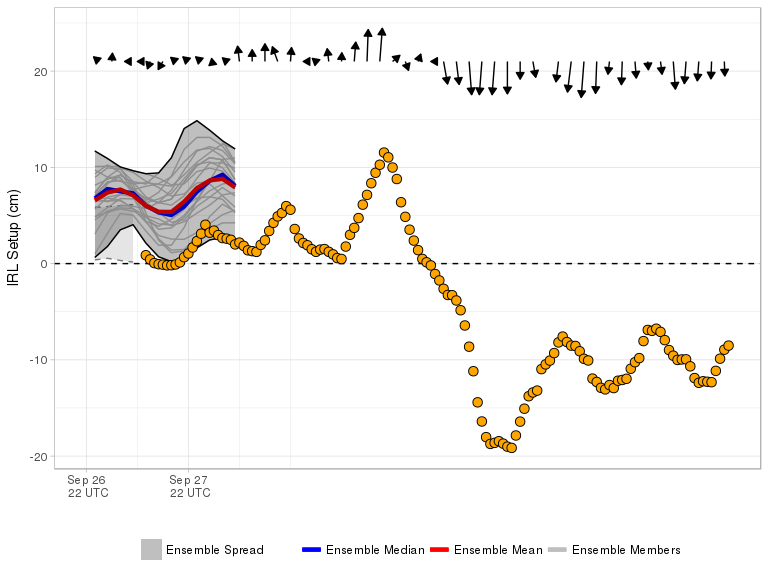 20
10
0
-10
-20
IRL Setup (cm)
Sep 26
22 UTC
Sep 27
22 UTC
Ensemble Spread
Ensemble Median
Ensemble Mean
Ensemble Members